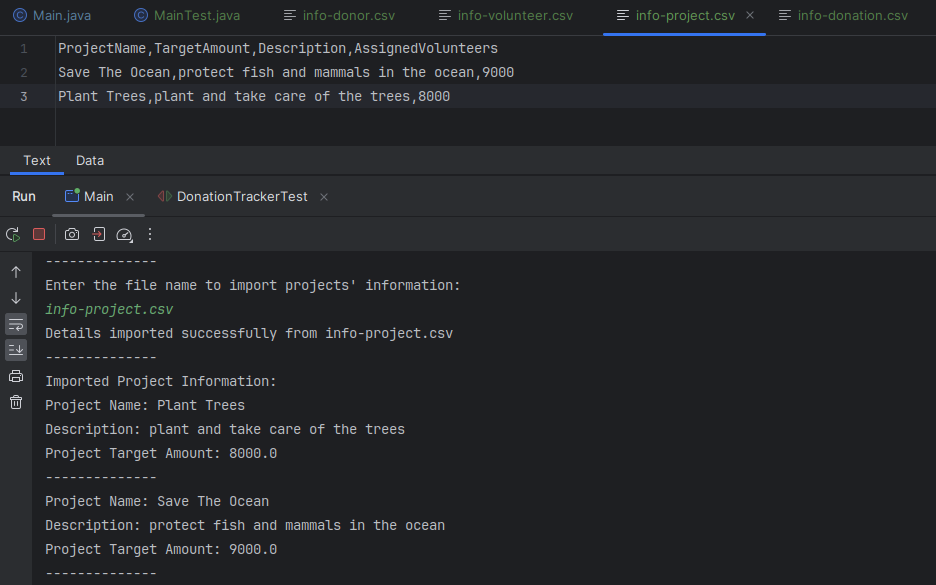 Main.java MainTest.java info-donor.csv info-volunteer.csv info-project.csv info-donation.csv
1 ProjectName,TargetAmount,Description,AssignedVolunteers
2 Save The Ocean,protect fish and mammals in the ocean,9000
3 Plant Trees,plant and take care of the trees,8000
Text Data
Run Main DonationTrackerTest
--------------
Enter the file name to import projects' information:
info-project.csv
Details imported successfully from info-project.csv
--------------
Imported Project Information:
Project Name: Plant Trees
Description: plant and take care of the trees
Project Target Amount: 8000.0
--------------
Project Name: Save The Ocean
Description: protect fish and mammals in the ocean
Project Target Amount: 9000.0
--------------